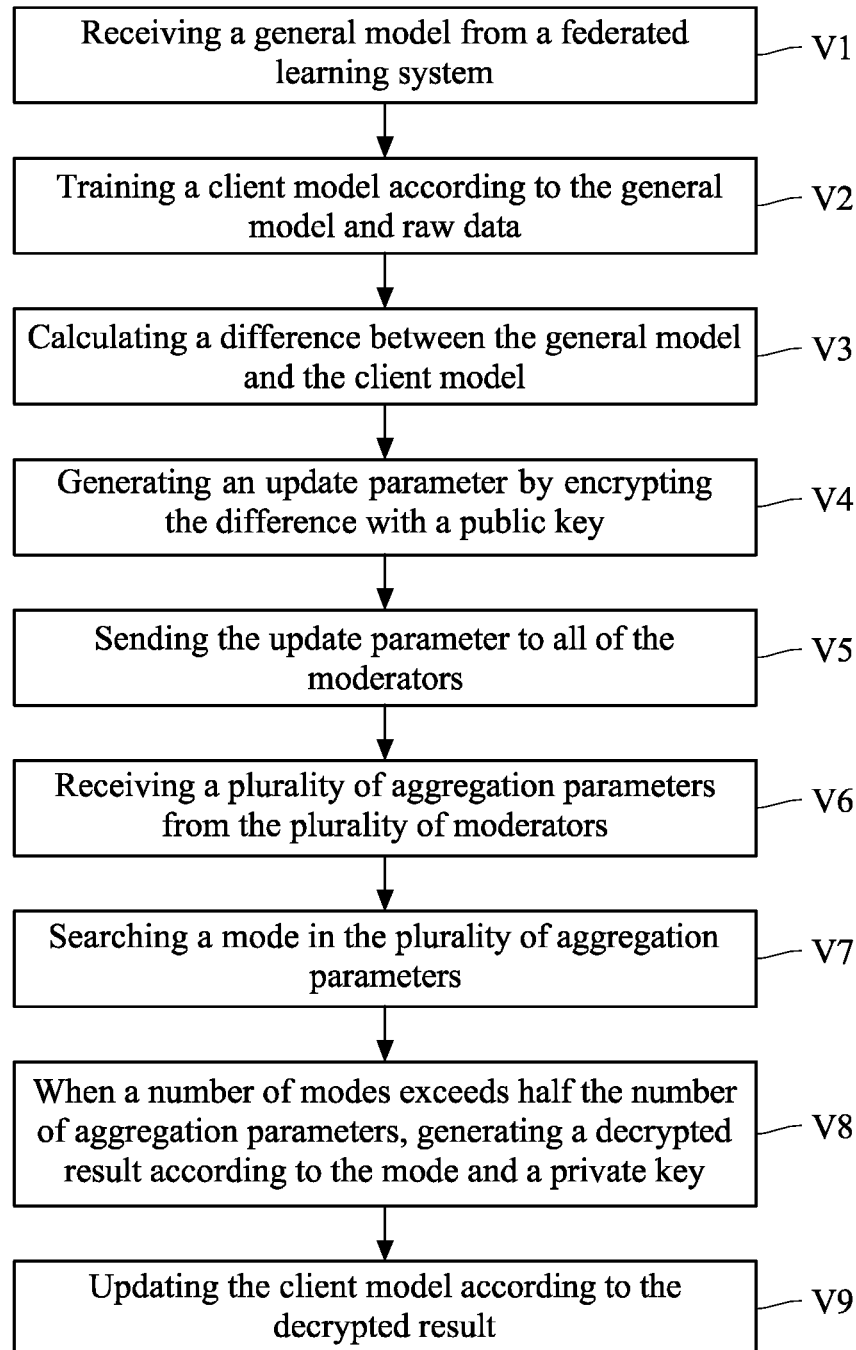 Receiving a general model from a federated
learning system
V1
Training a client model according to the general
model and raw data
V2
Calculating a difference between the general model
and the client model
V3
Generating an update parameter by encrypting
the difference with a public key
V4
Sending the update parameter to all of the
moderators
V5
Receiving a plurality of aggregation parameters
from the plurality of moderators
V6
Searching a mode in the plurality of aggregation
parameters
V7
When a number of modes exceeds half the number
of aggregation parameters, generating a decrypted
result according to the mode and a private key
V8
Updating the client model according to the
decrypted result
V9